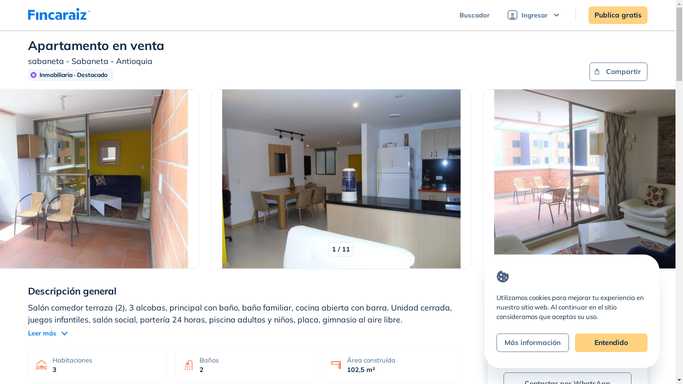 Fincaraiz
Buscador
Ingresar
Publica gratis
Apartamento en venta
sabaneta - Sabaneta - Antioquia
Inmobiliaria · Destacado
Compartir
1 / 11
Descripción general
Salón comedor terraza (2), 3 alcobas, principal con baño, baño familiar, cocina abierta con barra. Unidad cerrada,
juegos infantiles, salón social, portería 24 horas, piscina adultos y niños, placa, gimnasio al aire libre.
Leer más
Habitaciones
3
Baños
2
Área construida
102,5 m²
Utilizamos cookies para mejorar tu experiencia en
nuestro sitio web. Al continuar en el sitio
consideramos que aceptas su uso.
Más información
Entendido
Contactar por WhatsApp